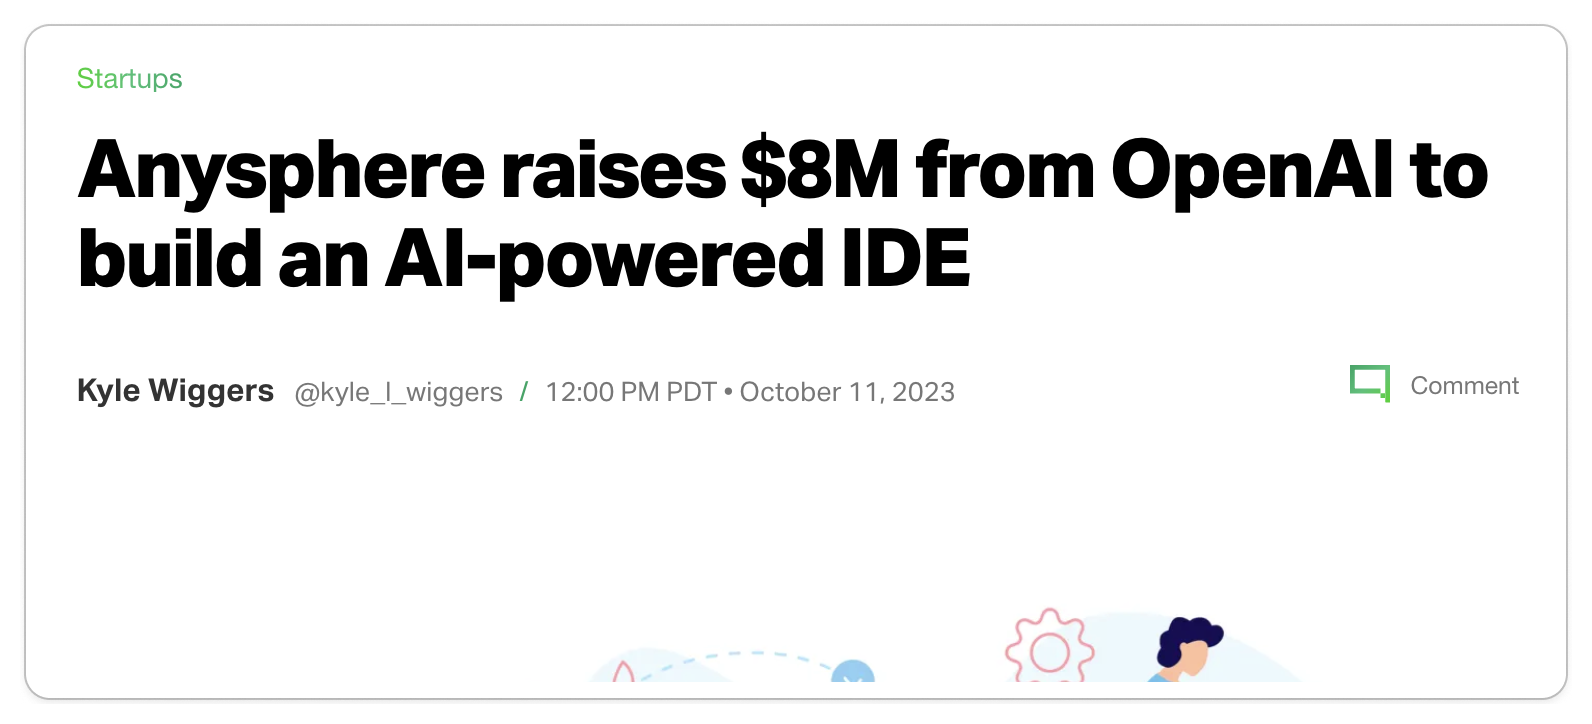 Startups
Anysphere raises $8M from OpenAI to
build an AI-powered IDE
Kyle Wiggers @kyle_l_wiggers / 12:00 PM PDT • October 11, 2023
Comment